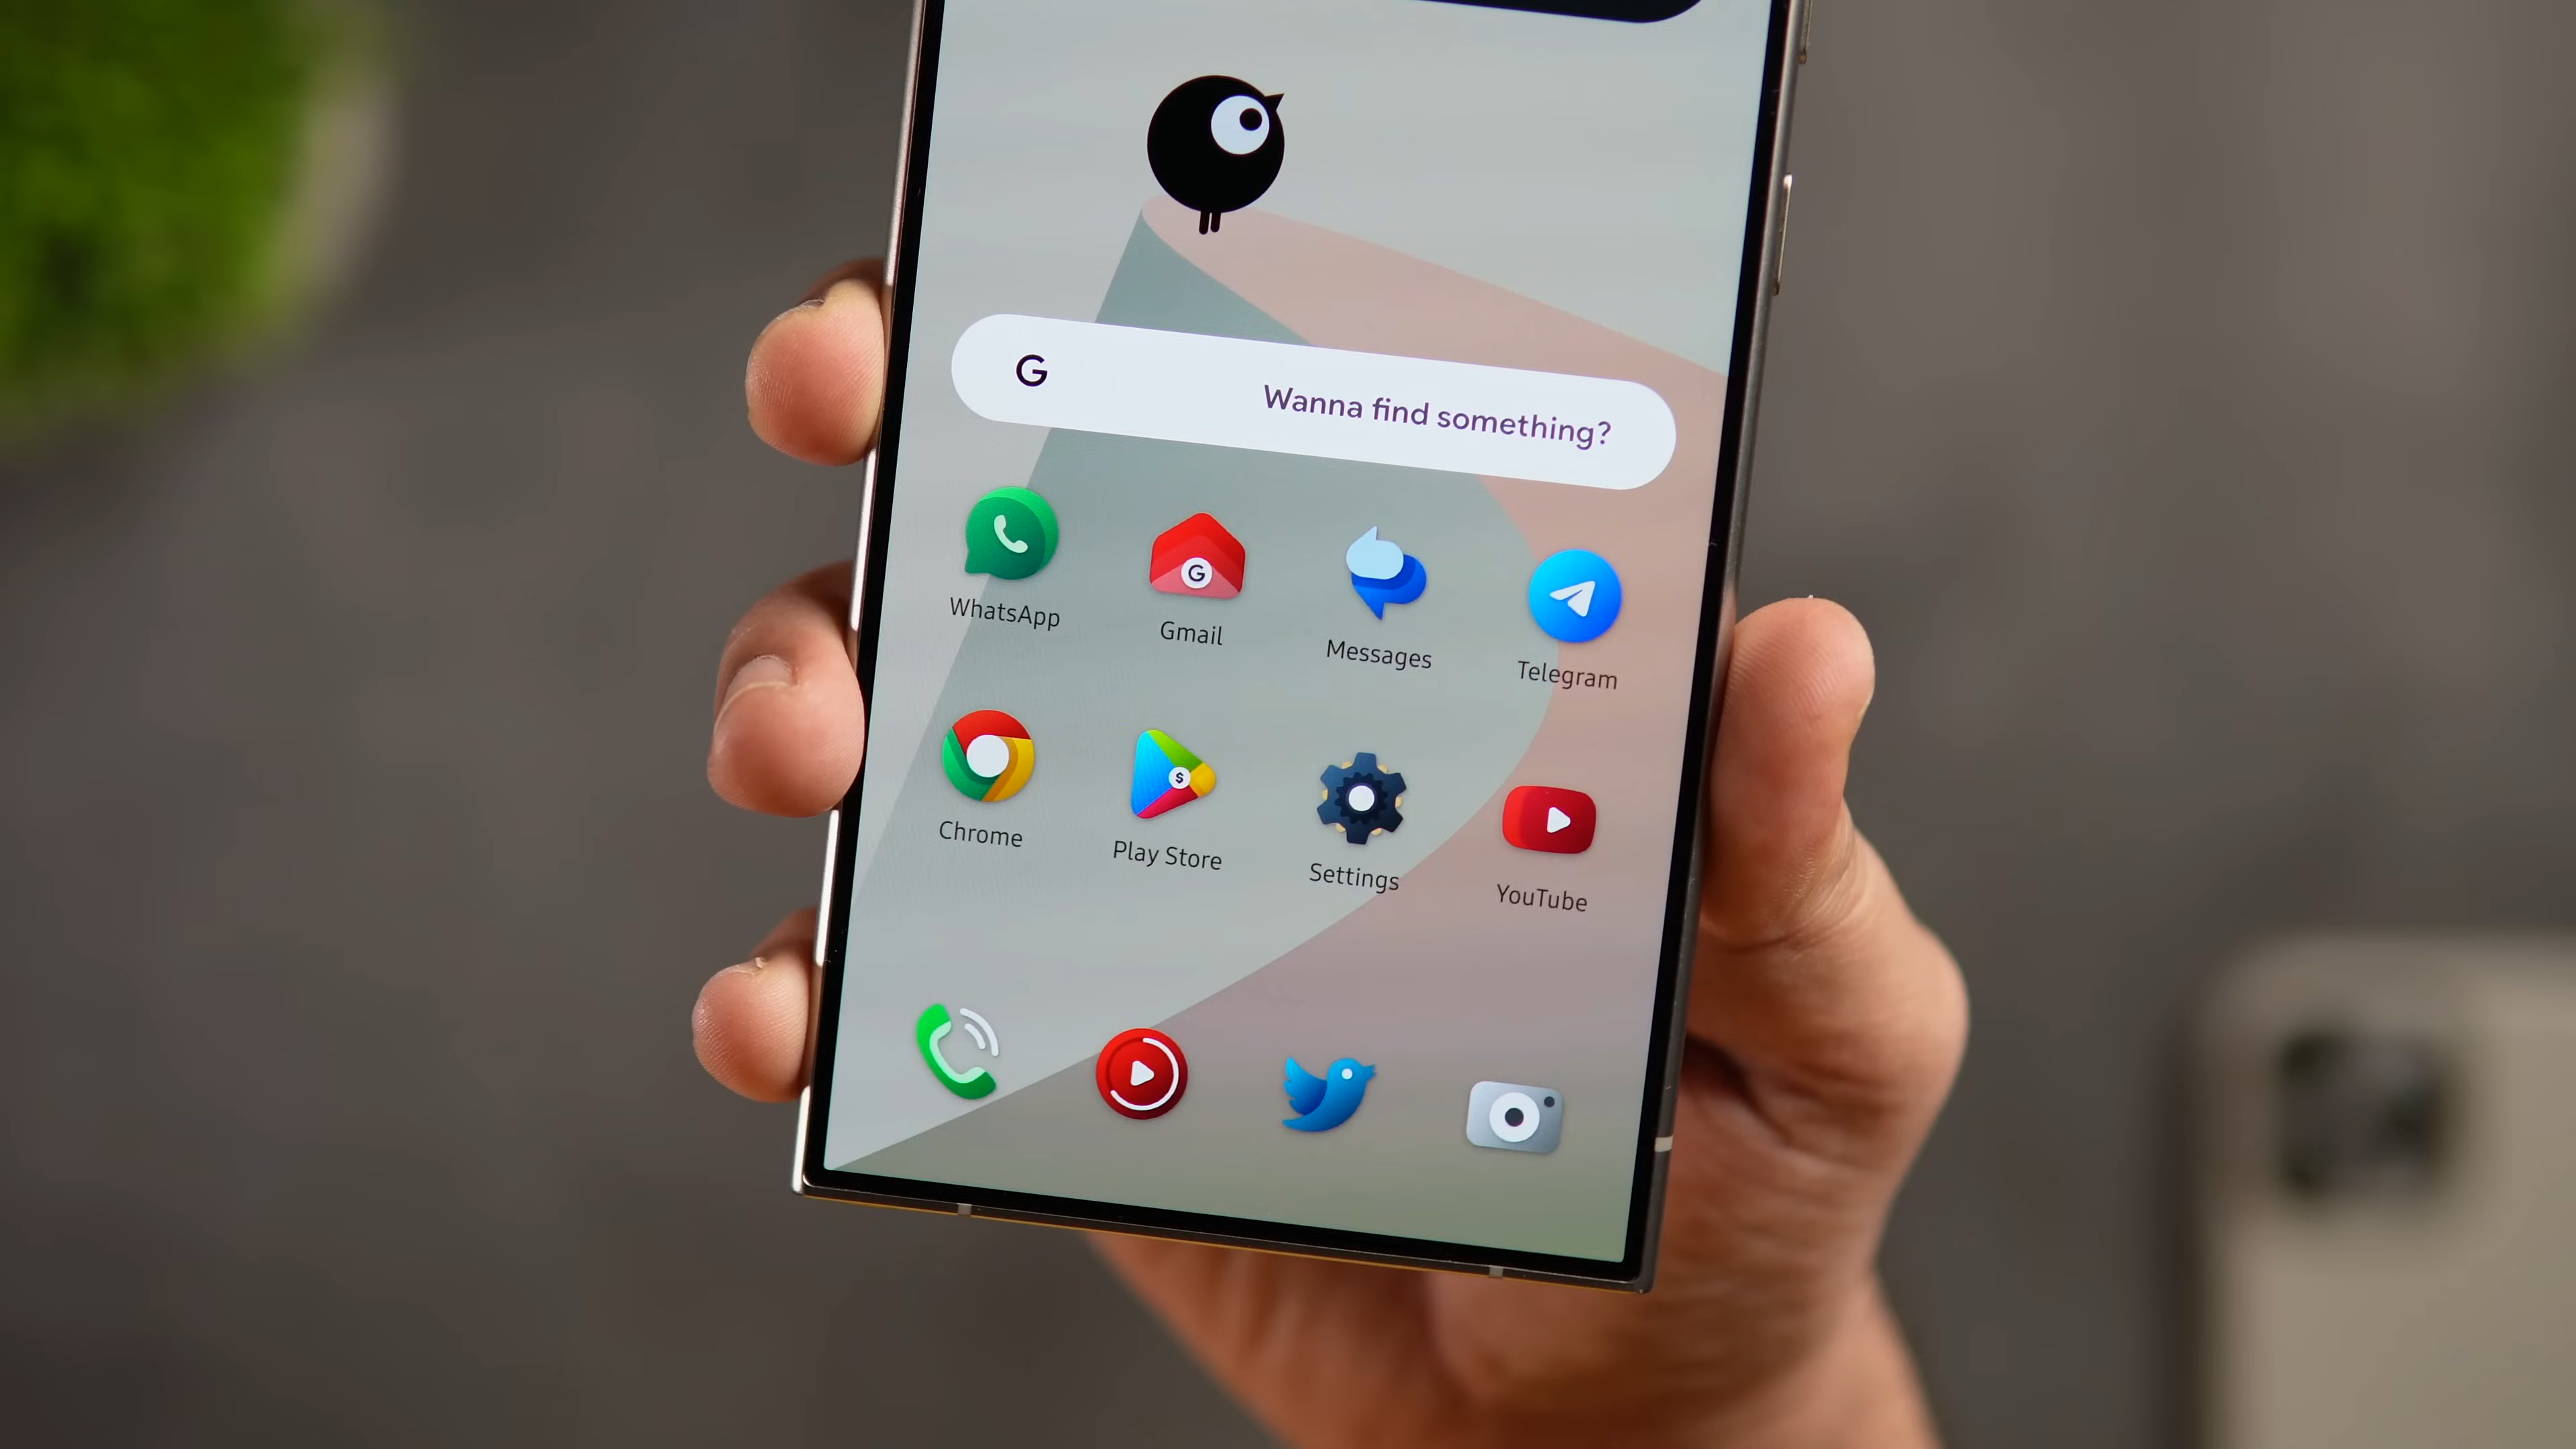 G Wanna find something?
WhatsApp Gmail Messages Telegram
G
Chrome Play Store Settings YouTube
$